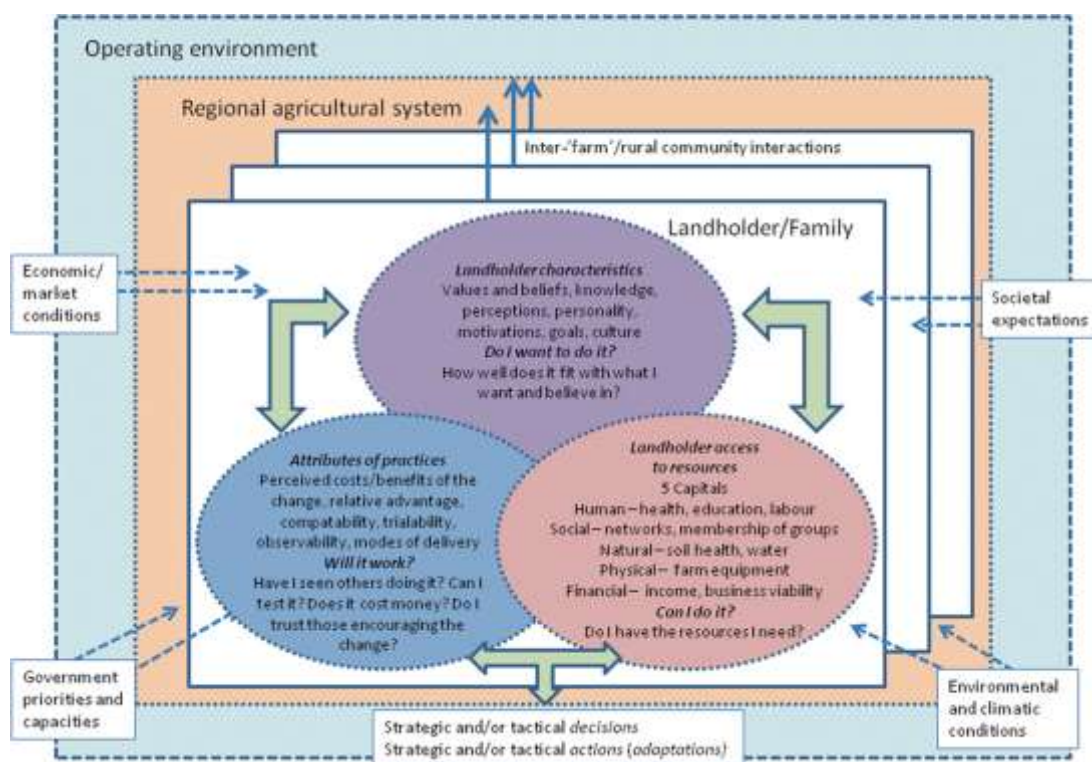 Operating environment
Regional agricultural system
Inter-'farm'/rural community interactions
Landholder/Family
Economic/
market
conditions
Landholder characteristics
Values and beliefs, knowledge,
perceptions, personality,
motivations, goals, culture
Do I want to do it?
How well does it fit with what I
want and believe in?
Societal
expectations
Attributes of practices
Perceived costs/benefits of the
change, relative advantage,
compatability, trialability,
observability, modes of delivery
Will it work?
Have I seen others doing it? Can I
test it? Does it cost money? Do I
trust those encouraging the
change?
Landholder access
to resources
5 Capitals
Human – health, education, labour
Social – networks, membership of groups
Natural – soil health, water
Physical – farm equipment
Financial – income, business viability
Can I do it?
Do I have the resources I need?
Government
priorities and
capacities
Environmental
and climatic
conditions
Strategic and/or tactical decisions
Strategic and/or tactical actions (adaptations)